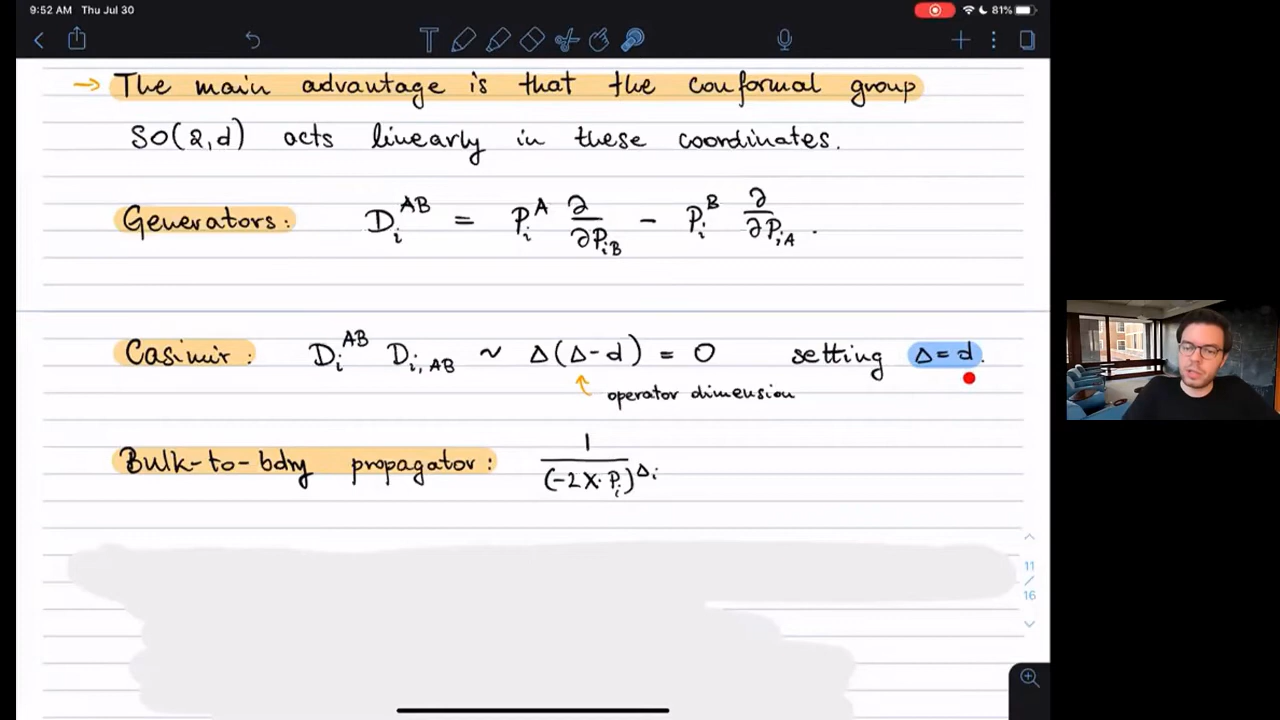 9:52 AM Thu Jul 30
81%
→ The main advantage is that the conformal group
SO(2,d) acts linearly in these coordinates.
Generators: D_i^{AB} = P_i^A ∂/∂P_{iB} - P_i^B ∂/∂P_{iA} .
Casimir: D_i^{AB} D_{i,AB} ~ Δ(Δ-d) = 0 setting Δ=d.
↑ operator dimension
Bulk-to-bdry propagator: 1/(-2X·P_i)^{Δ_i}
11
/
16